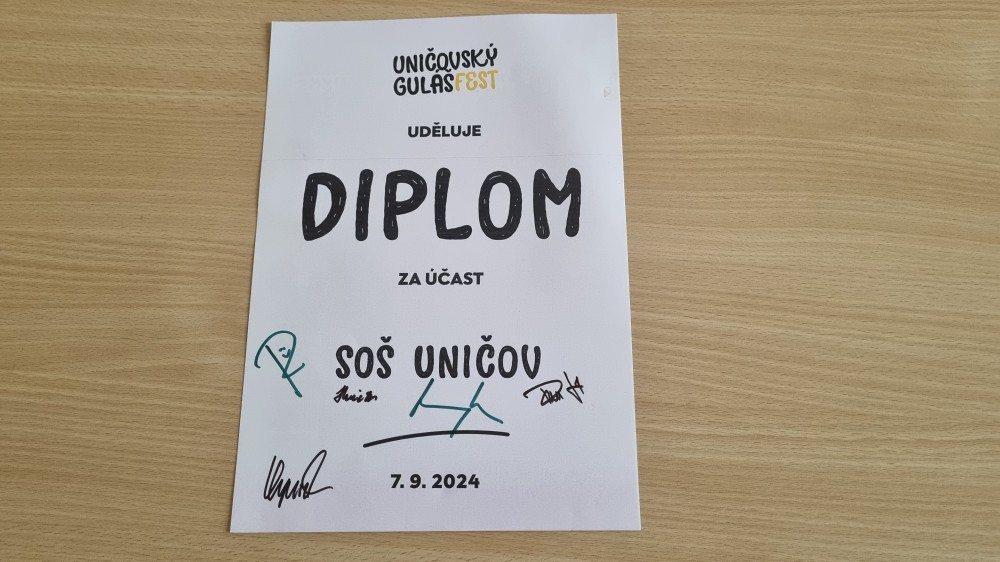 UNIČOVSKÝ
GULÁŠFEST
UDĚLUJE
DIPLOM
ZA ÚČAST
SOŠ UNIČOV
7. 9. 2024